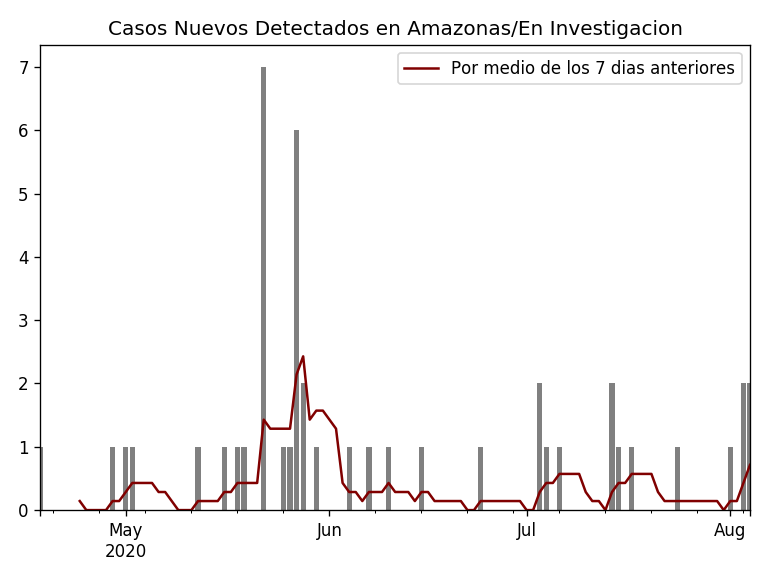 Casos Nuevos Detectados en Amazonas/En Investigacion
Por medio de los 7 dias anteriores
7
6
5
4
3
2
1
0
May
2020
Jun
Jul
Aug